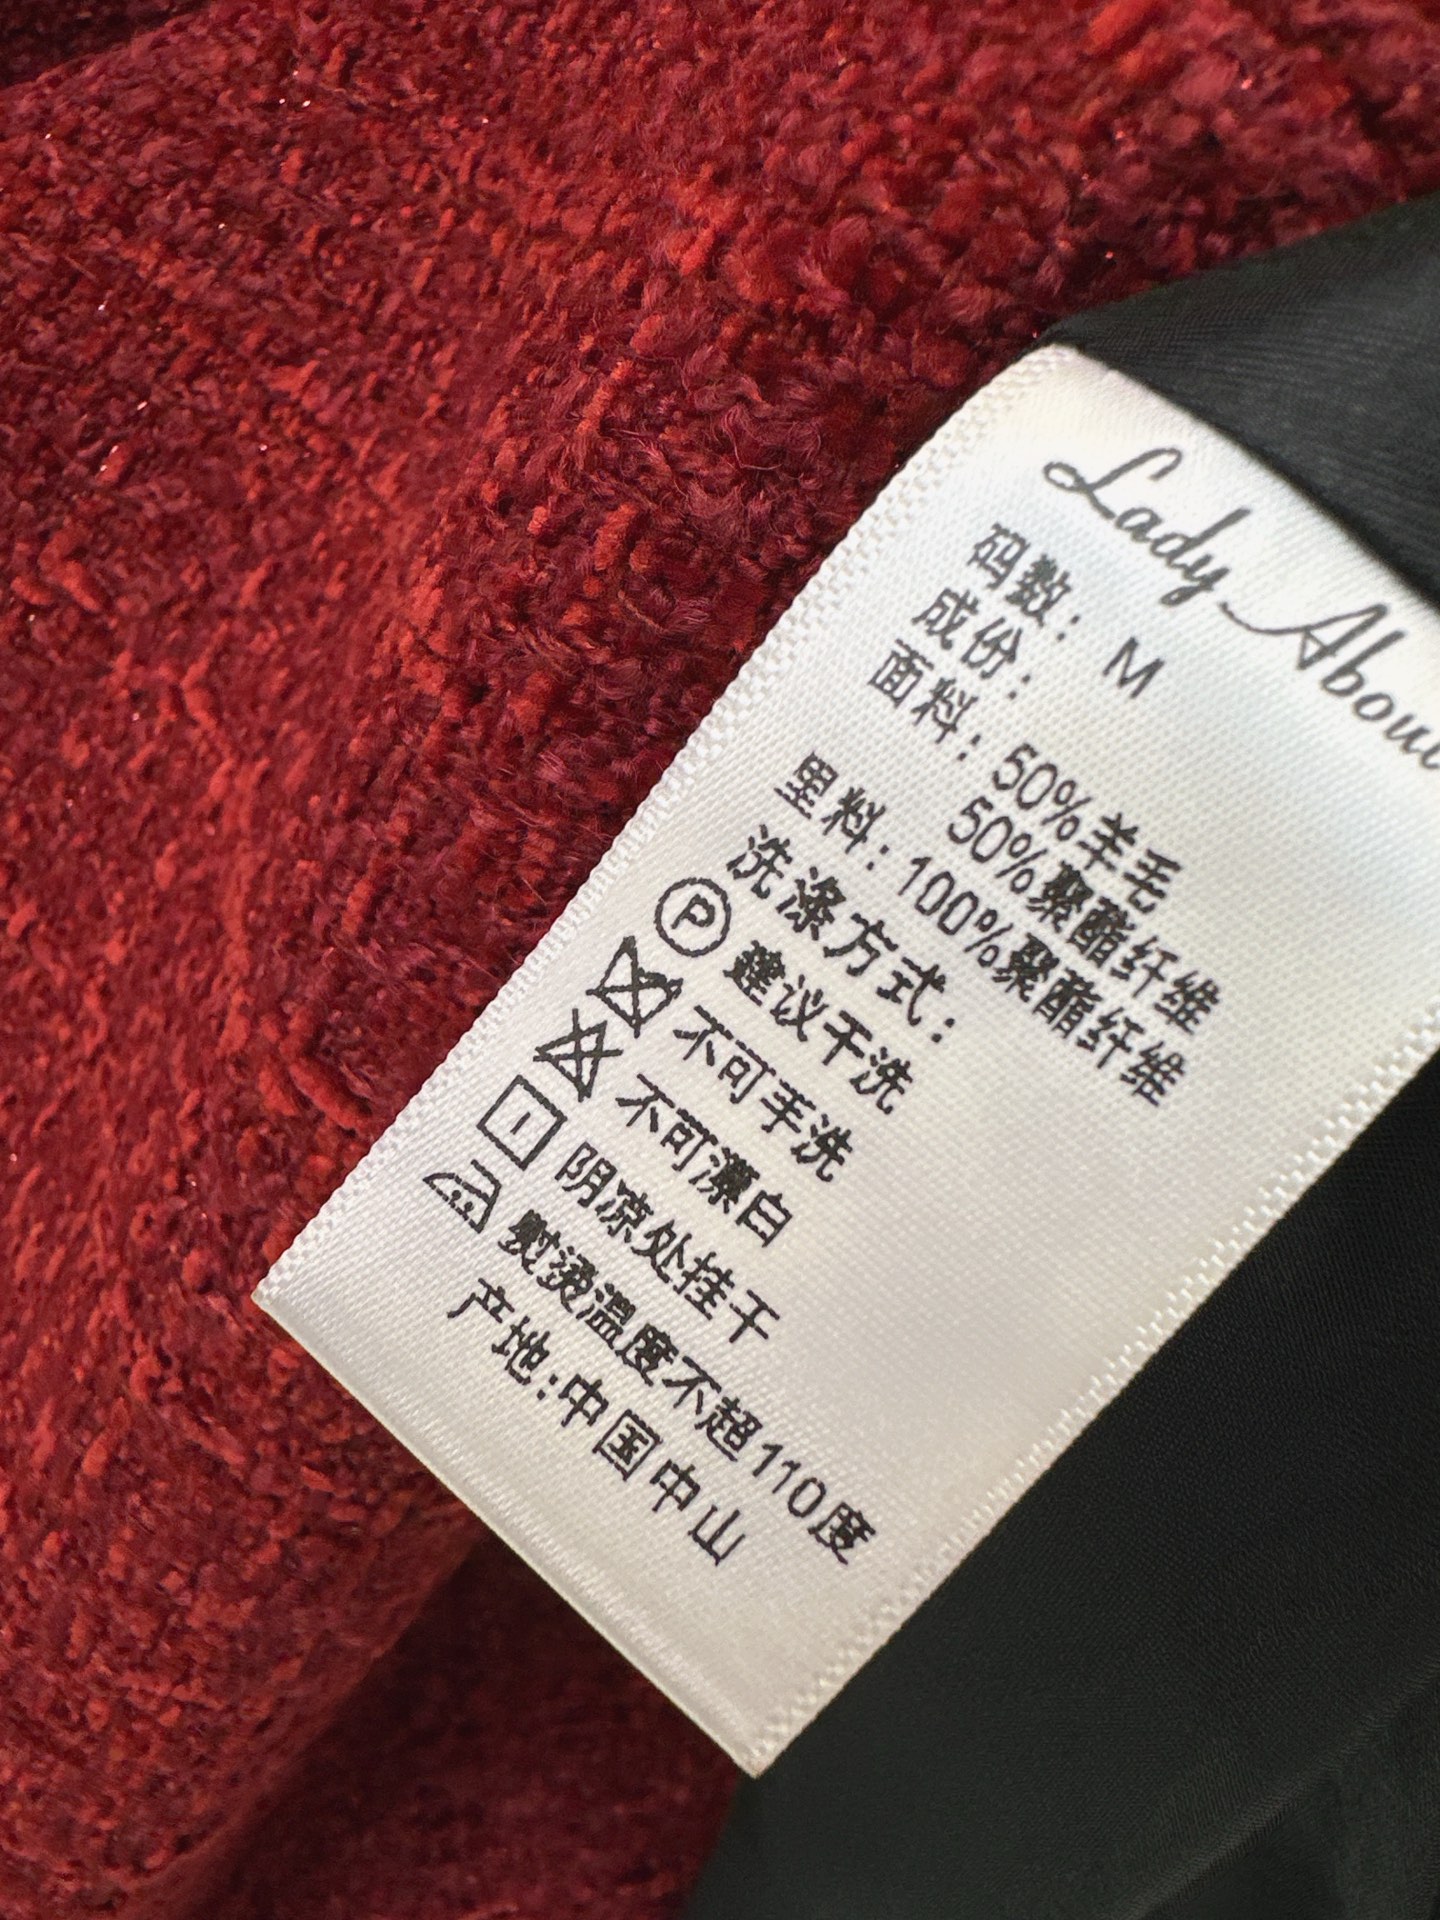 Lady About
码数： M
成份：
面料： 50%羊毛
50%聚酯纤维
里料： 100%聚酯纤维
洗涤方式：
P 建议干洗
不可手洗
不可漂白
阴凉处挂干
熨烫温度不超110度
产地:中国中山